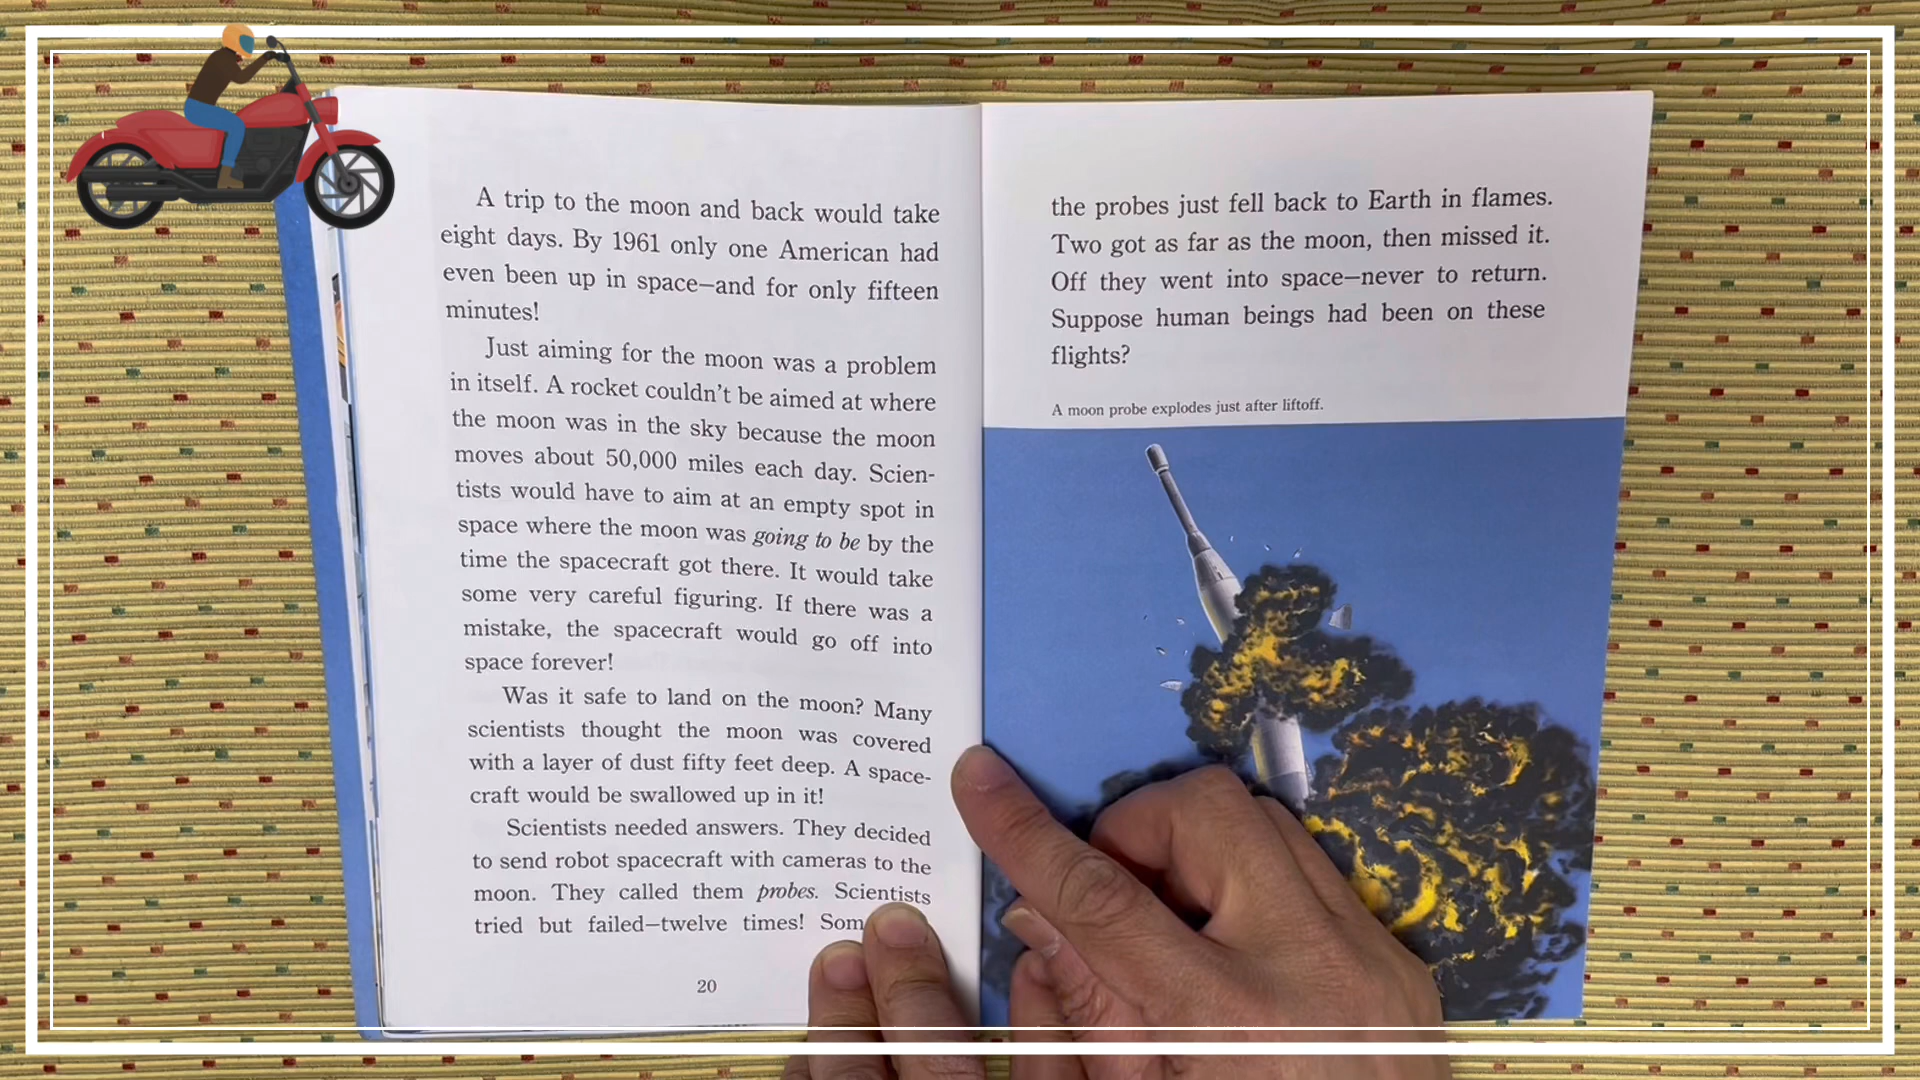 A trip to the moon and back would take
eight days. By 1961 only one American had
even been up in space—and for only fifteen
minutes!
Just aiming for the moon was a problem
in itself. A rocket couldn't be aimed at where
the moon was in the sky because the moon
moves about 50,000 miles each day. Scien-
tists would have to aim at an empty spot in
space where the moon was going to be by the
time the spacecraft got there. It would take
some very careful figuring. If there was a
mistake, the spacecraft would go off into
space forever!
Was it safe to land on the moon? Many
scientists thought the moon was covered
with a layer of dust fifty feet deep. A space-
craft would be swallowed up in it!
Scientists needed answers. They decided
to send robot spacecraft with cameras to the
moon. They called them probes. Scientists
tried but failed—twelve times!
20
the probes just fell back to Earth in flames.
Two got as far as the moon, then missed it.
Off they went into space—never to return.
Suppose human beings had been on these
flights?
A moon probe explodes just after liftoff.